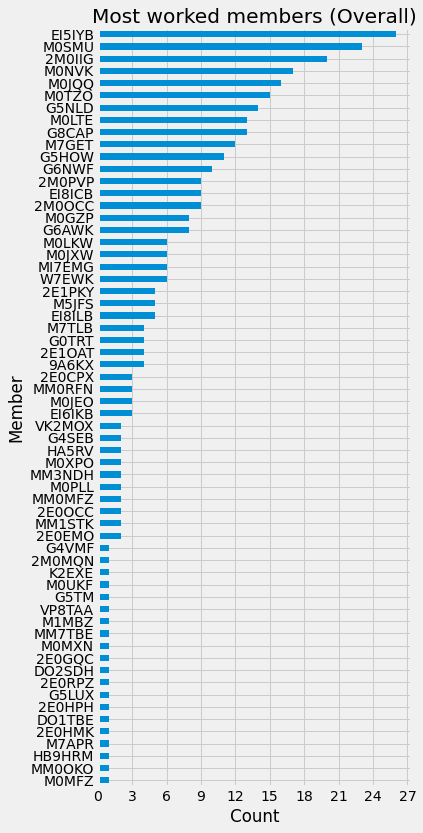 Most worked members (Overall)
EI5IYB
M0SMU
2M0IIG
M0NVK
M0JQQ
M0TZO
G5NLD
M0LTE
G8CAP
M7GET
G5HOW
G6NWF
2M0PVP
EI8ICB
2M0OCC
M0GZP
G6AWK
M0LKW
M0JXW
MI7EMG
W7EWK
2E1PKY
M5JFS
EI8ILB
M7TLB
G0TRT
2E1OAT
9A6KX
2E0CPX
MM0RFN
M0JEO
EI6IKB
VK2MOX
G4SEB
HA5RV
M0XPO
MM3NDH
M0PLL
MM0MFZ
2E0OCC
MM1STK
2E0EMO
G4VMF
2M0MQN
K2EXE
M0UKF
G5TM
VP8TAA
M1MBZ
MM7TBE
M0MXN
2E0GQC
DO2SDH
2E0RPZ
G5LUX
2E0HPH
DO1TBE
2E0HMK
M7APR
HB9HRM
MM0OKO
M0MFZ
Member
0 3 6 9 12 15 18 21 24 27
Count